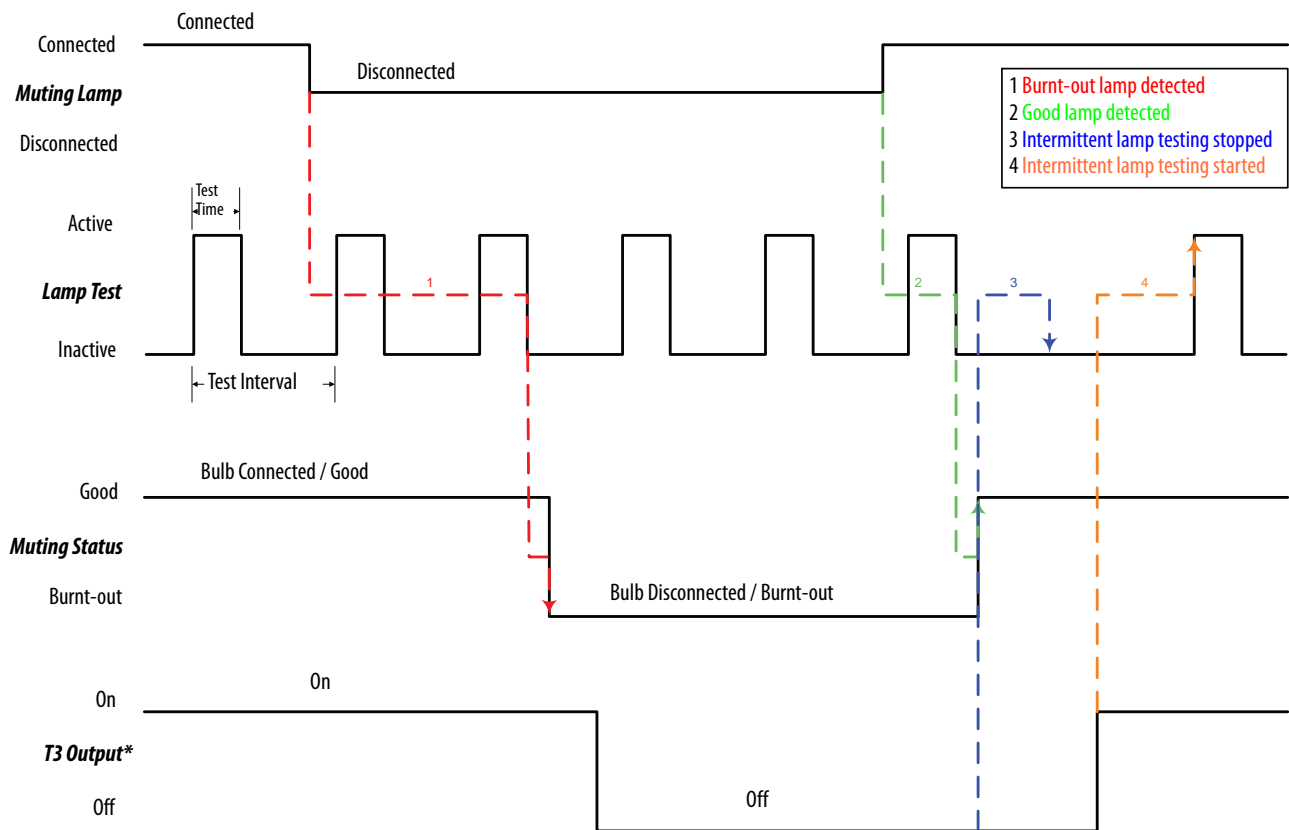 Connected
Connected
Disconnected
Muting Lamp
Disconnected
1 Burnt-out lamp detected
2 Good lamp detected
3 Intermittent lamp testing stopped
4 Intermittent lamp testing started
Test
Time
Active
Lamp Test
1
2
3
4
Inactive
Test Interval
Bulb Connected / Good
Good
Muting Status
Burnt-out
Bulb Disconnected / Burnt-out
On
On
T3 Output*
Off
Off